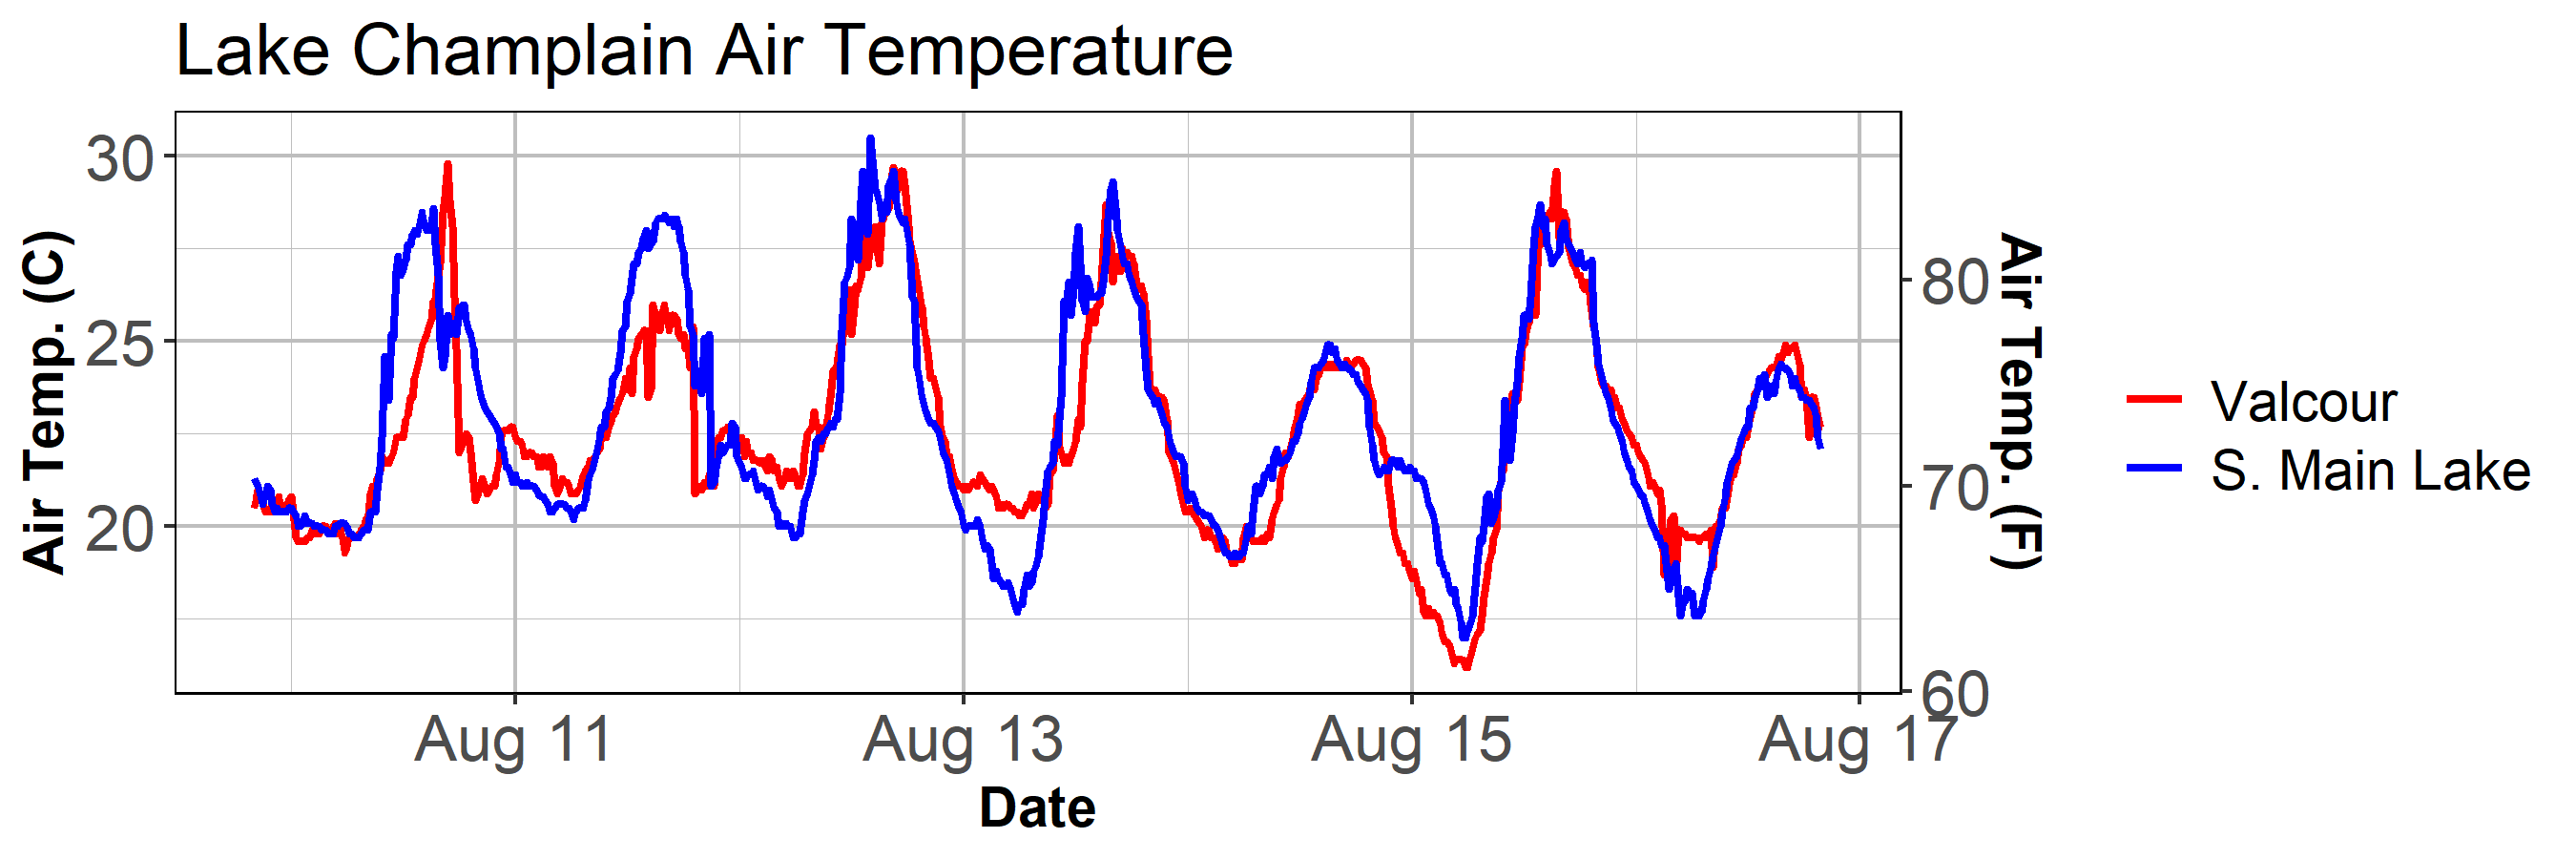 Lake Champlain Air Temperature
Air Temp. (C)
30
25
20
Aug 11
Aug 13
Aug 15
Aug 17
Date
80
70
60
Air Temp. (F)
Valcour
S. Main Lake